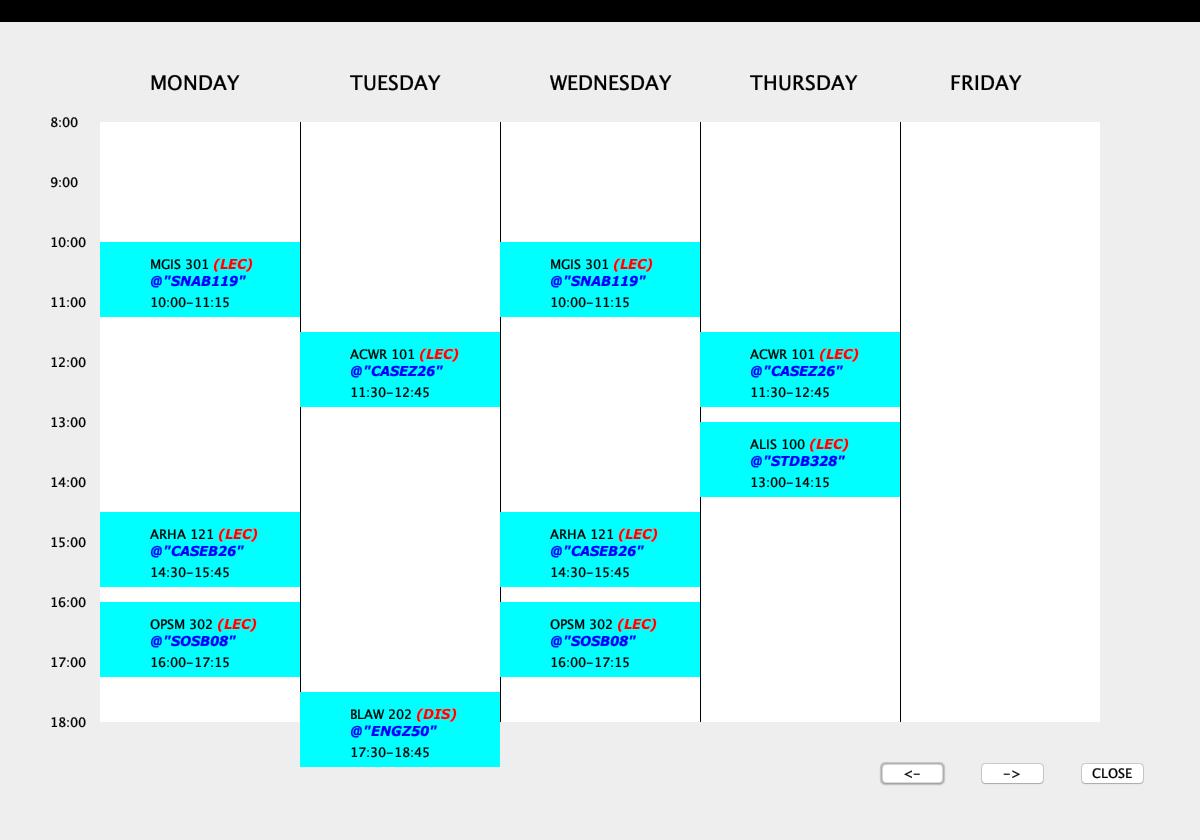 MONDAY TUESDAY WEDNESDAY THURSDAY FRIDAY
8:00
9:00
10:00
MGIS 301 (LEC)
@"SNAB119"
10:00-11:15
MGIS 301 (LEC)
@"SNAB119"
10:00-11:15
11:00
ACWR 101 (LEC)
@"CASEZ26"
11:30-12:45
ACWR 101 (LEC)
@"CASEZ26"
11:30-12:45
12:00
13:00
ALIS 100 (LEC)
@"STDB328"
13:00-14:15
14:00
ARHA 121 (LEC)
@"CASEB26"
14:30-15:45
ARHA 121 (LEC)
@"CASEB26"
14:30-15:45
15:00
16:00
OPSM 302 (LEC)
@"SOSB08"
16:00-17:15
OPSM 302 (LEC)
@"SOSB08"
16:00-17:15
17:00
BLAW 202 (DIS)
@"ENGZ50"
17:30-18:45
18:00
<- -> CLOSE